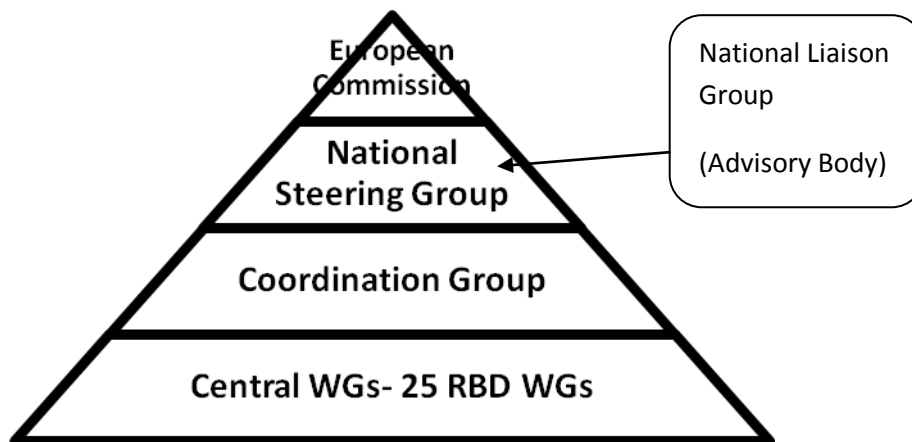 European
Commission
National
Steering Group
Coordination Group
Central WGs- 25 RBD WGs
National Liaison
Group
(Advisory Body)